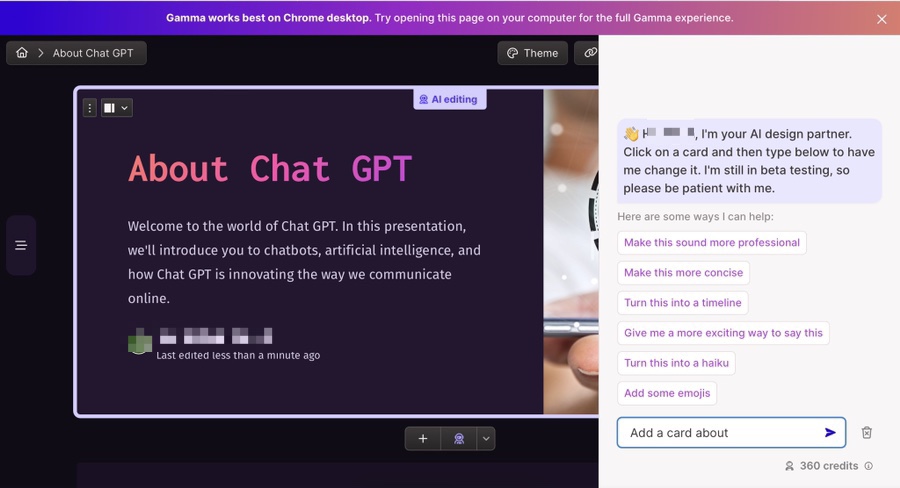 Gamma works best on Chrome desktop. Try opening this page on your computer for the full Gamma experience.
About Chat GPT
Theme
AI editing
About Chat GPT
Welcome to the world of Chat GPT. In this presentation,
we'll introduce you to chatbots, artificial intelligence, and
how Chat GPT is innovating the way we communicate
online.
Last edited less than a minute ago
, I'm your AI design partner.
Click on a card and then type below to have
me change it. I'm still in beta testing, so
please be patient with me.
Here are some ways I can help:
Make this sound more professional
Make this more concise
Turn this into a timeline
Give me a more exciting way to say this
Turn this into a haiku
Add some emojis
Add a card about
360 credits